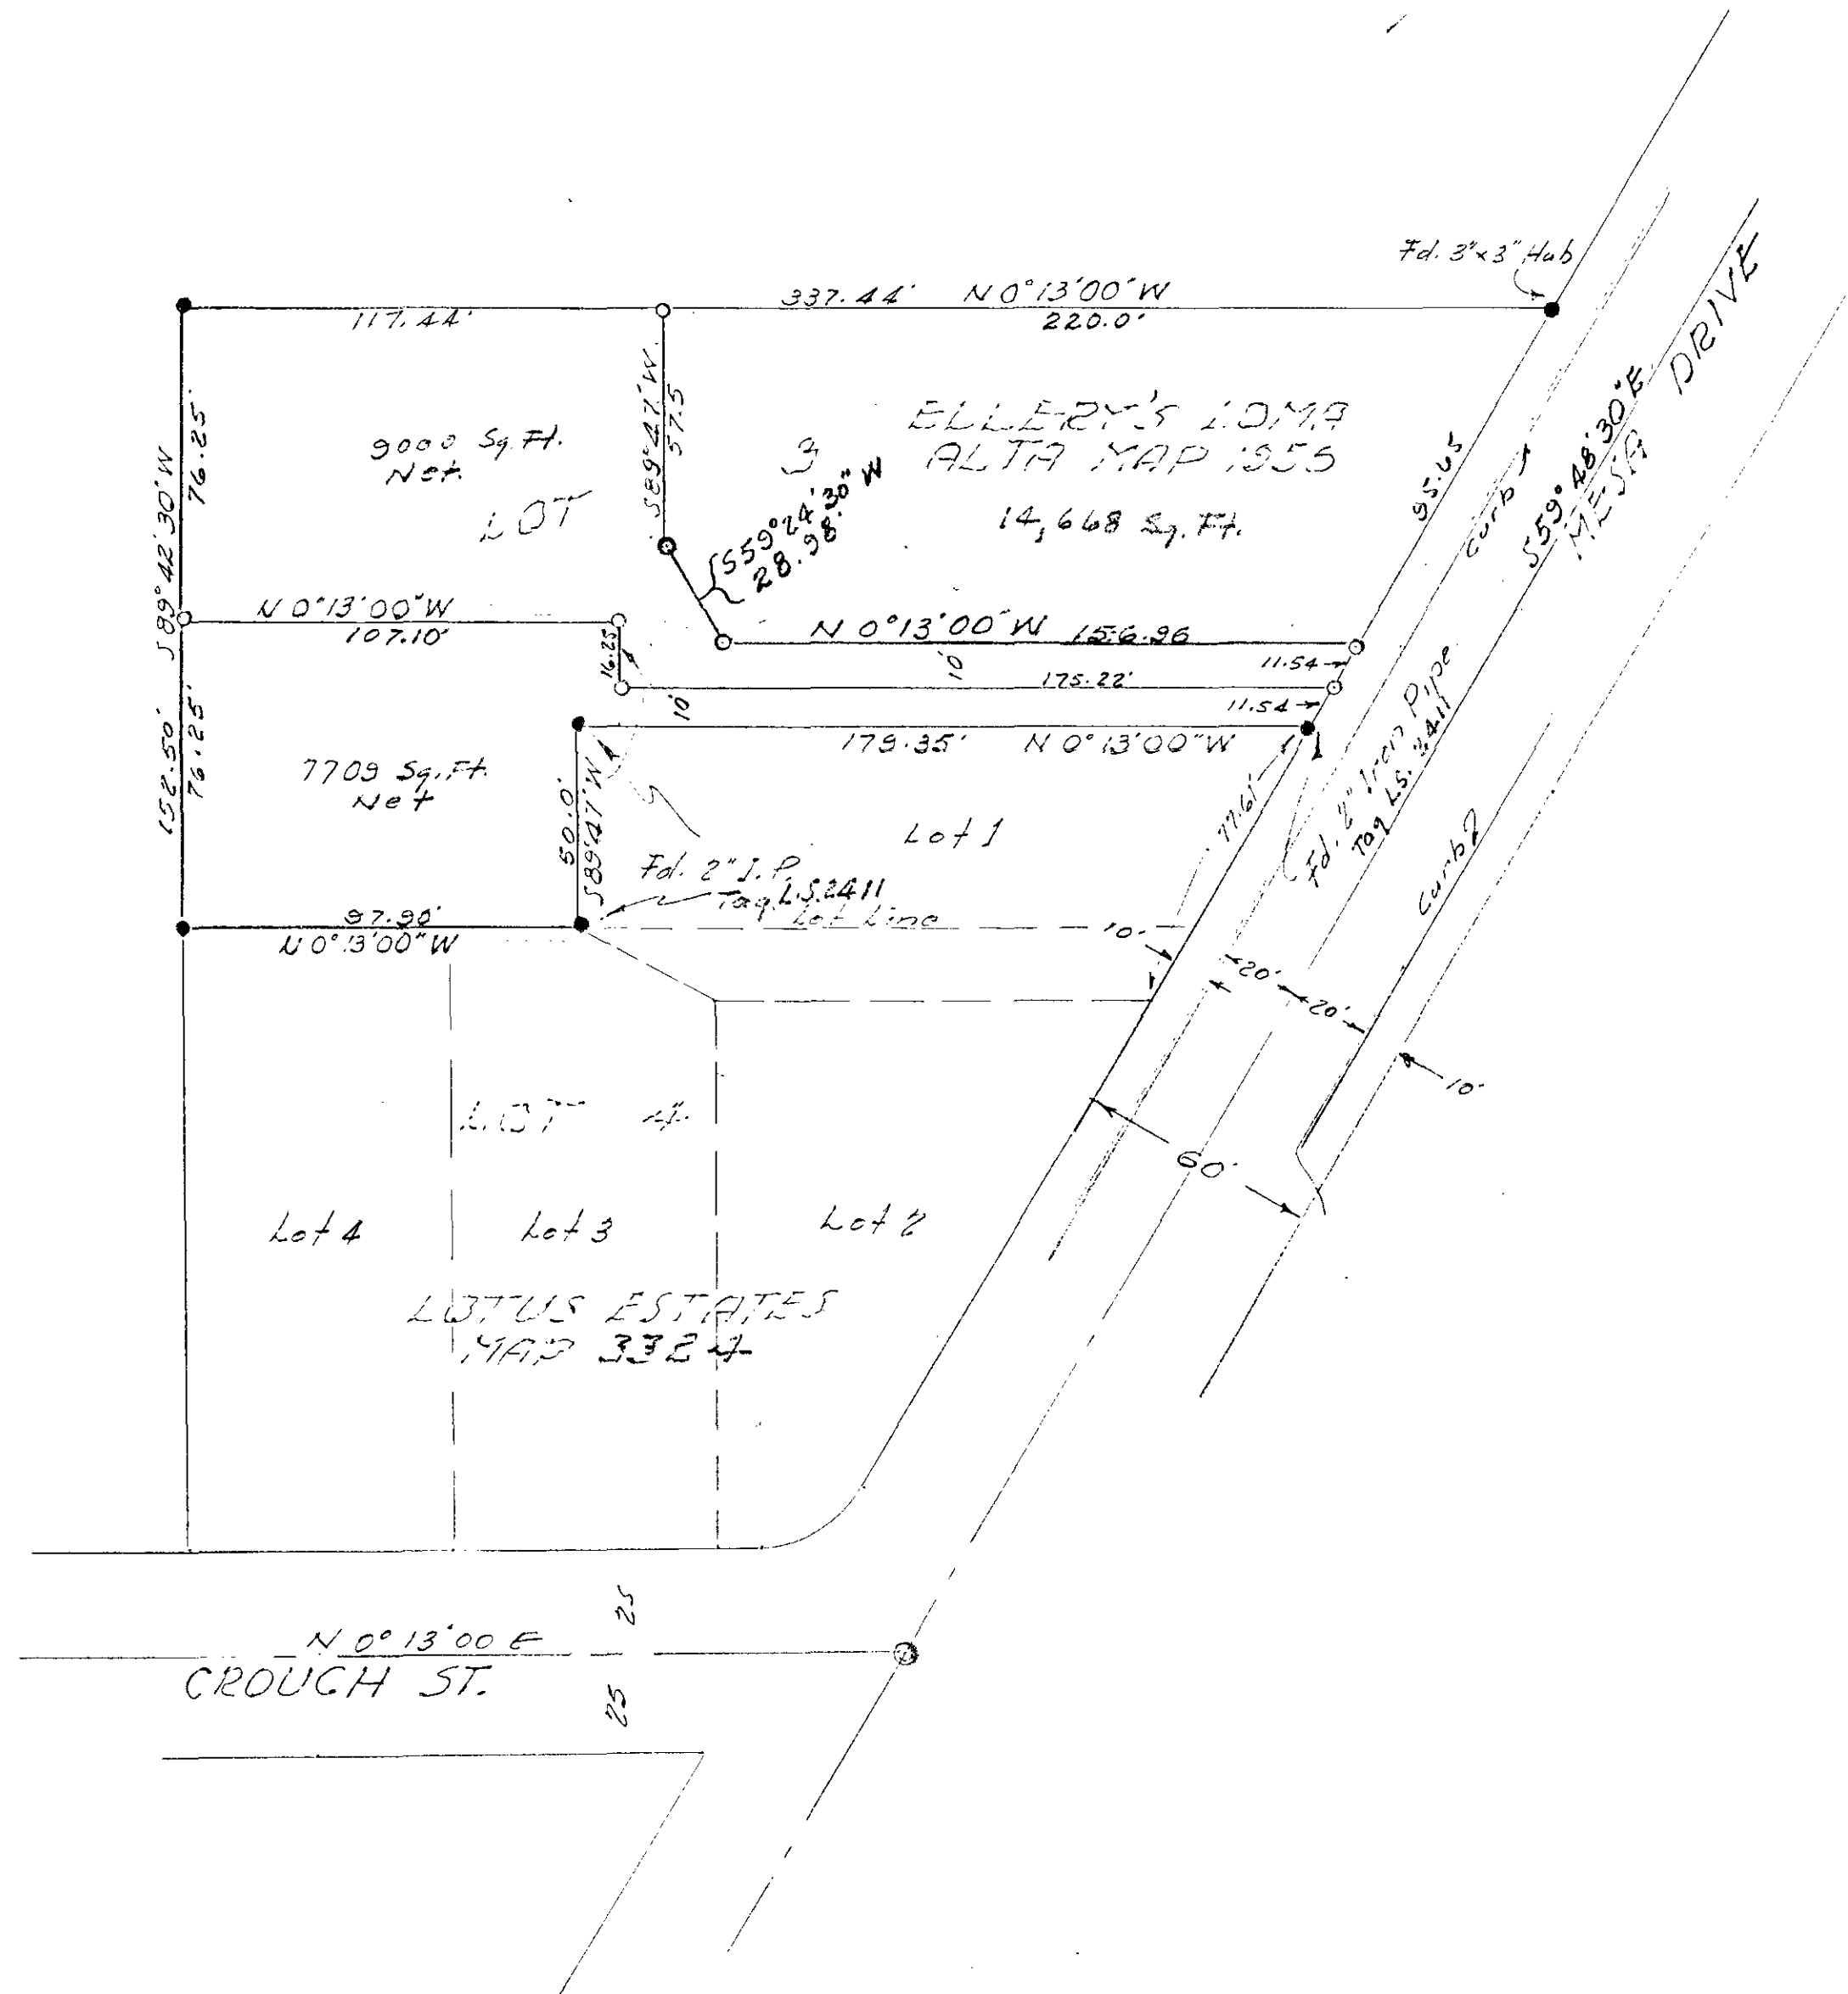 Fd. 3"x3" Hub
337.44' N 0°13'00"W
117.44'
220.0'
S89°42'30"W
76.25'
S89°47'W.
57.5
9000 Sq.Ft.
Net.
LOT
3
ELLERY'S LOMA
ALTA MAP 1955
14,668 Sq.Ft.
S59°24'30"W
28.98'
95.65
Curb
S59°48'30"E
MESA DRIVE
N 0°13'00"W
107.10'
16.25
N 0°13'00"W 156.96
10'
11.54
175.22'
10'
11.54
179.35' N 0°13'00"W
152.50'
76.25'
7709 Sq.Ft.
Net
50.0'
S89°47'W
Lot 1
77.61'
Fd. 2" Iron Pipe
Tag L.S. 2411
Curb
Fd. 2" I.P.
Tag. L.S. 2411
Lot Line
97.90'
N 0°13'00"W
10'
20'
20'
10'
60'
LOT 4
Lot 4
Lot 3
Lot 2
LOTUS ESTATES
MAP 3324
25
N 0°13'00 E
CROUCH ST.
25